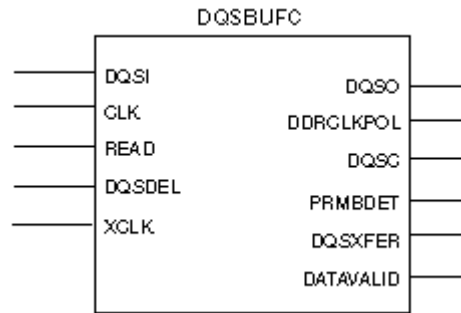 DQSBUFC
DQSI
CLK
READ
DQSDEL
XCLK
DQSO
DDRCLKPOL
DQSC
PRMBDET
DQSXFER
DATAVALID